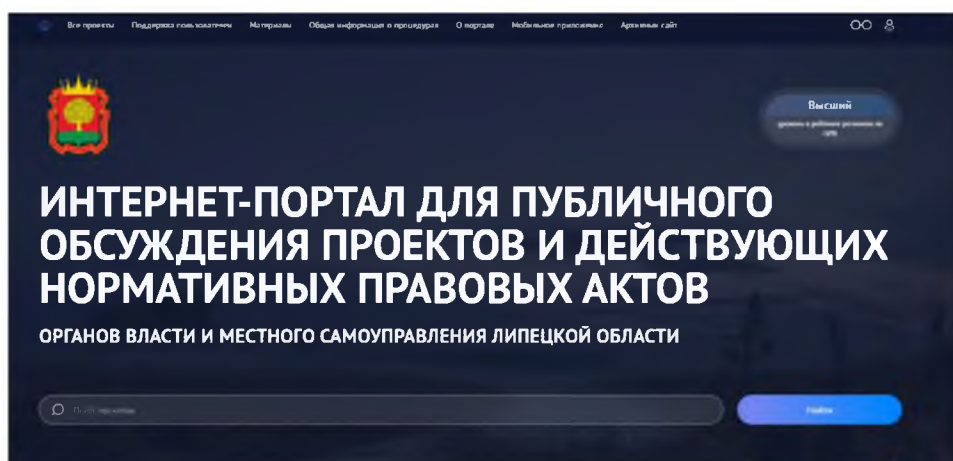 Все проекты Поддержка пользователей Материалы Общая информация о процедурах О портале Мобильное приложение Архивный сайт
Высший
ИНТЕРНЕТ-ПОРТАЛ ДЛЯ ПУБЛИЧНОГО
ОБСУЖДЕНИЯ ПРОЕКТОВ И ДЕЙСТВУЮЩИХ
НОРМАТИВНЫХ ПРАВОВЫХ АКТОВ
ОРГАНОВ ВЛАСТИ И МЕСТНОГО САМОУПРАВЛЕНИЯ ЛИПЕЦКОЙ ОБЛАСТИ
Найти